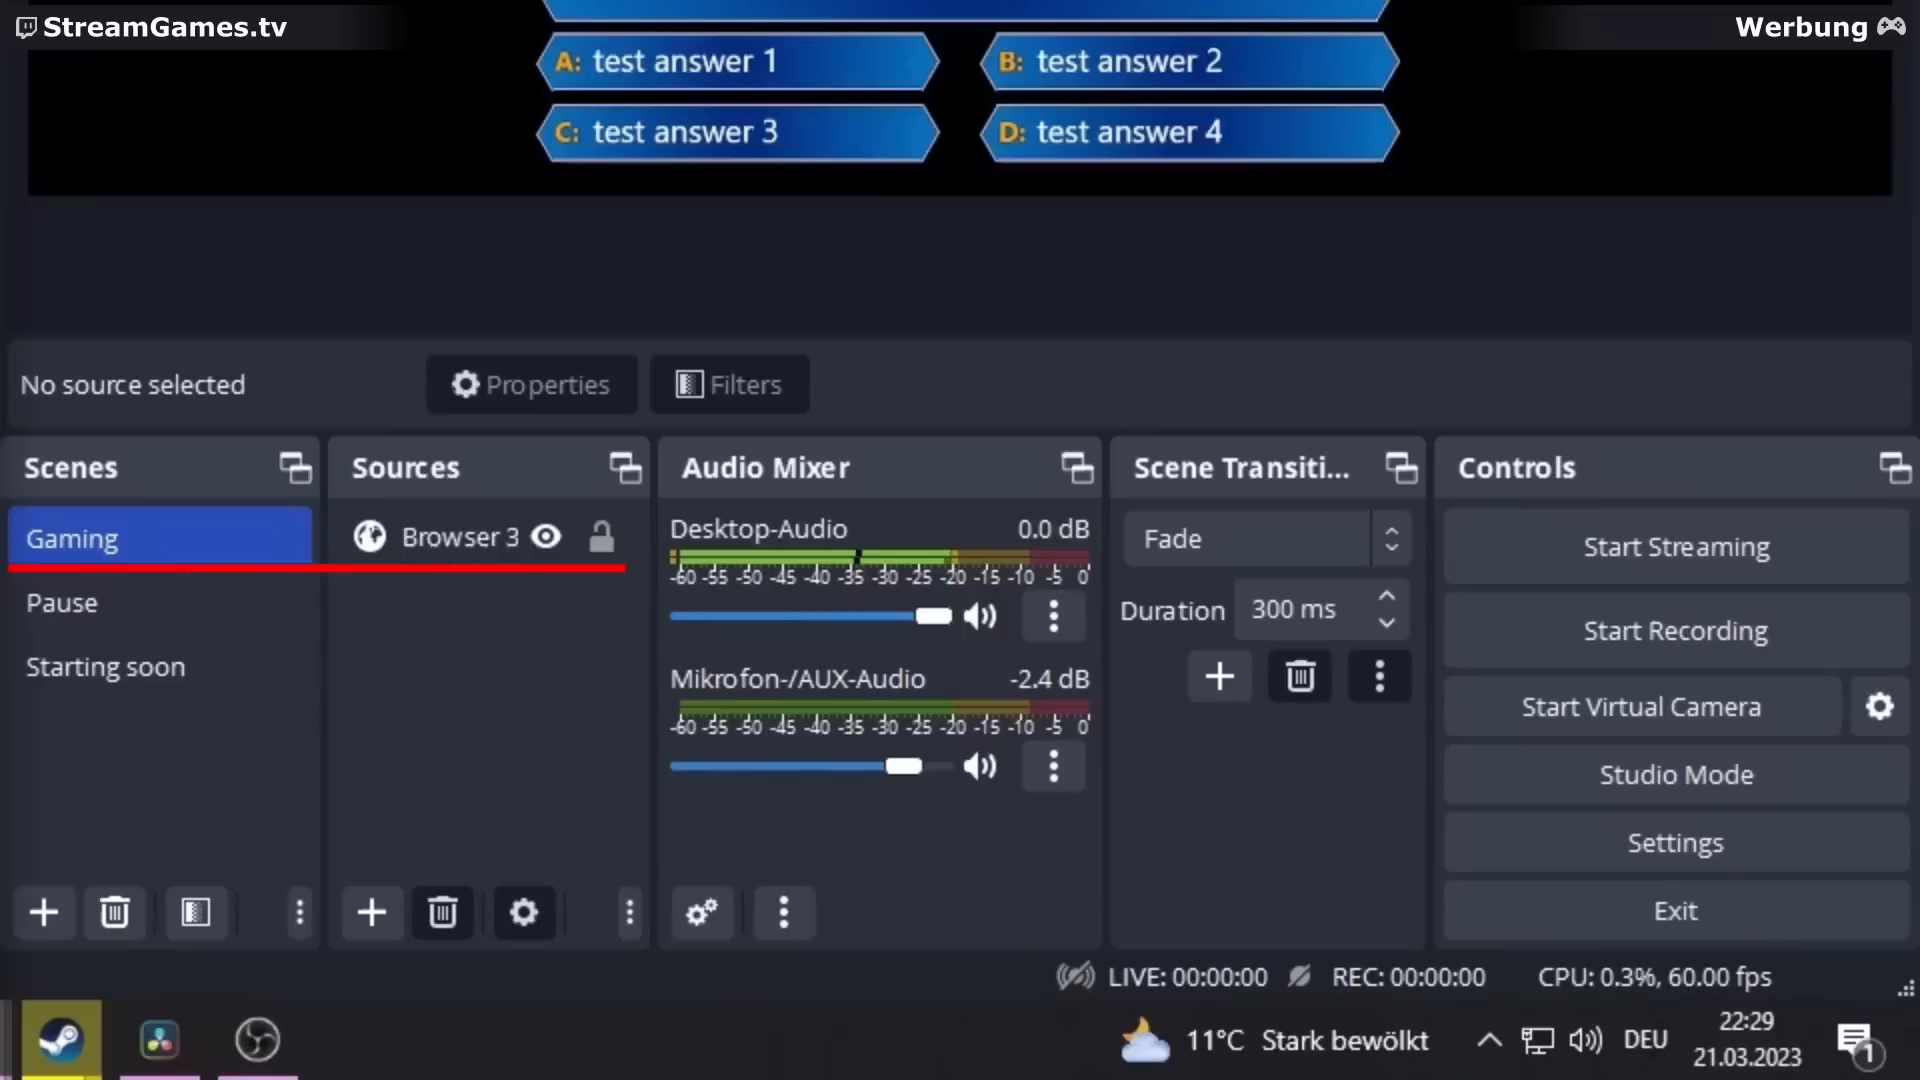 StreamGames.tv
Werbung
A: test answer 1
B: test answer 2
C: test answer 3
D: test answer 4
No source selected
Properties
Filters
Scenes
Gaming
Pause
Starting soon
Sources
Browser 3
Audio Mixer
Desktop-Audio 0.0 dB
-60 -55 -50 -45 -40 -35 -30 -25 -20 -15 -10 -5 0
Mikrofon-/AUX-Audio -2.4 dB
-60 -55 -50 -45 -40 -35 -30 -25 -20 -15 -10 -5 0
Scene Transiti...
Fade
Duration 300 ms
Controls
Start Streaming
Start Recording
Start Virtual Camera
Studio Mode
Settings
Exit
LIVE: 00:00:00 REC: 00:00:00 CPU: 0.3%, 60.00 fps
11°C Stark bewölkt
DEU
22:29
21.03.2023
1